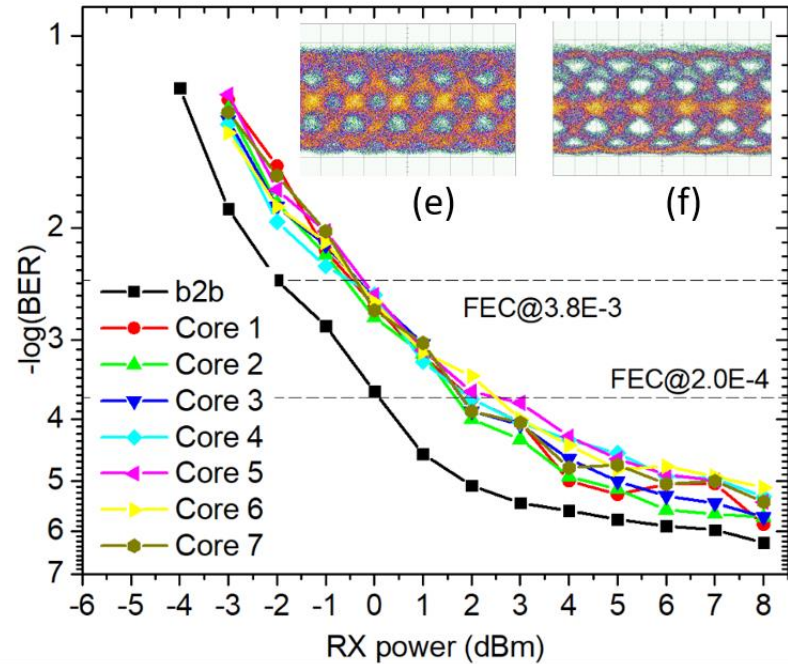 1
2
3
4
5
6
7
-log(BER)
(e)
(f)
FEC@3.8E-3
FEC@2.0E-4
b2b
Core 1
Core 2
Core 3
Core 4
Core 5
Core 6
Core 7
-6 -5 -4 -3 -2 -1 0 1 2 3 4 5 6 7 8
RX power (dBm)